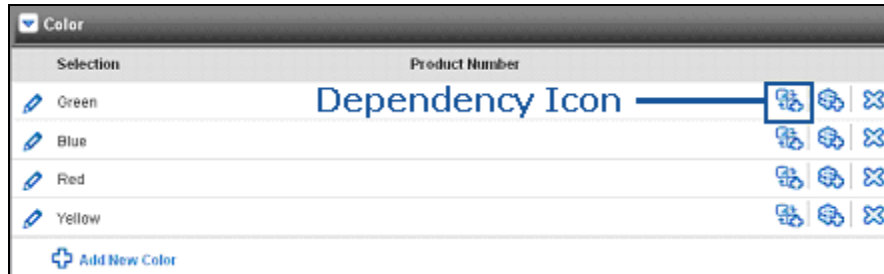 Color
Selection Product Number
Green Dependency Icon
Blue
Red
Yellow
Add New Color